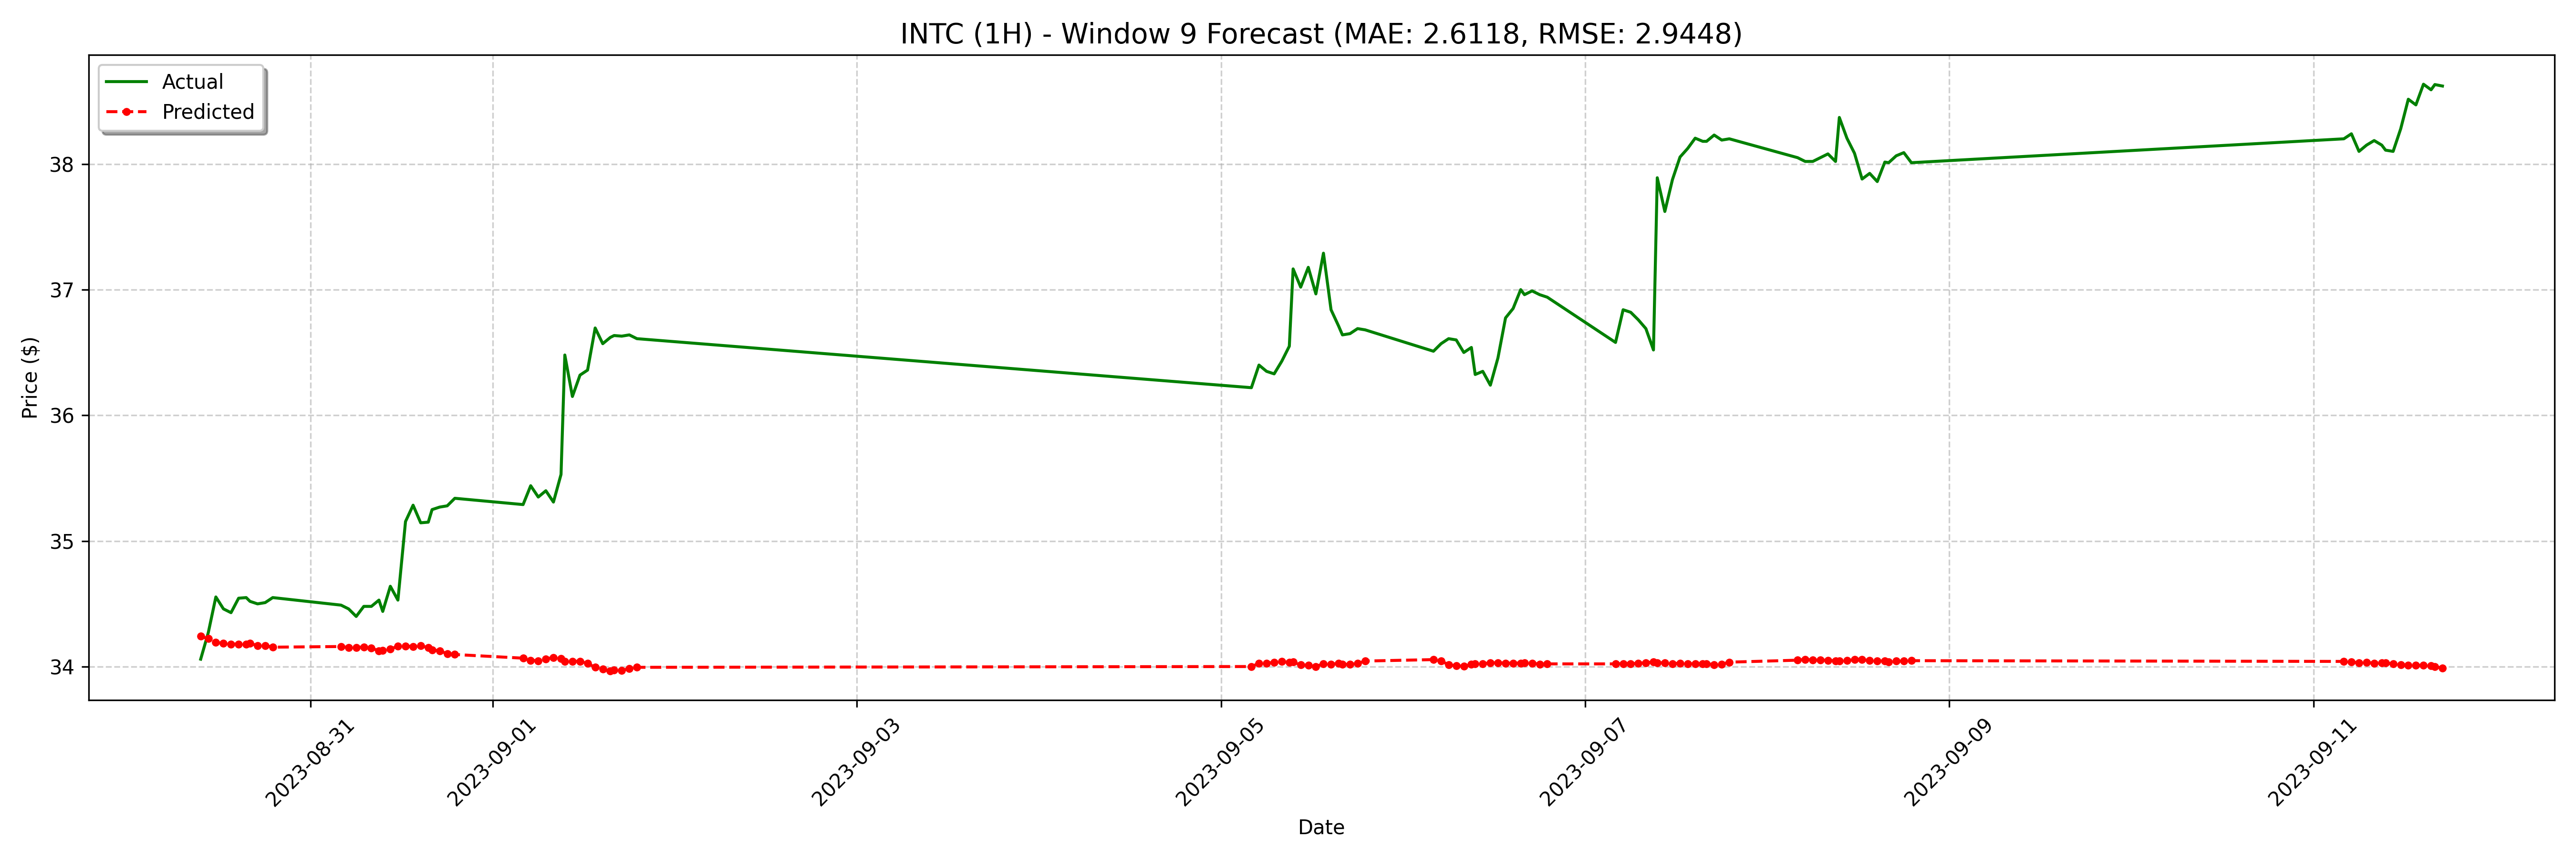 INTC (1H) - Window 9 Forecast (MAE: 2.6118, RMSE: 2.9448)
Actual
Predicted
Price ($)
38
37
36
35
34
2023-08-31
2023-09-01
2023-09-03
2023-09-05
2023-09-07
2023-09-09
2023-09-11
Date